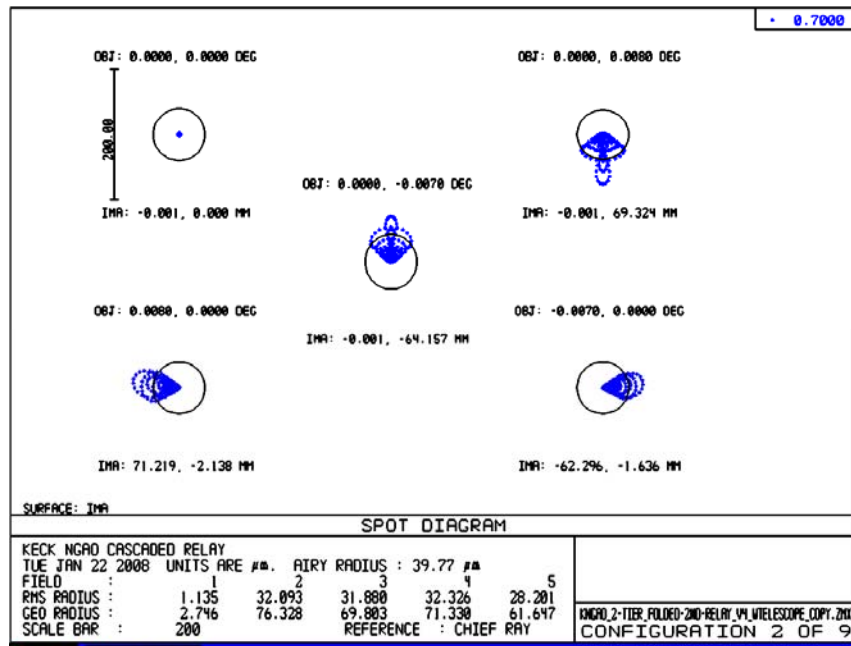 0.7000
OBJ: 0.0000, 0.0000 DEG
OBJ: 0.0000, 0.0080 DEG
200.00
OBJ: 0.0000, -0.0070 DEG
IMA: -0.001, 0.000 MM
IMA: -0.001, 69.324 MM
OBJ: 0.0080, 0.0000 DEG
OBJ: -0.0070, 0.0000 DEG
IMA: -0.001, -64.157 MM
IMA: 71.219, -2.138 MM
IMA: -62.296, -1.636 MM
SURFACE: IMA
SPOT DIAGRAM
KECK NGAO CASCADED RELAY
TUE JAN 22 2008 UNITS ARE µm. AIRY RADIUS : 39.77 µm
FIELD : 1 2 3 4 5
RMS RADIUS : 1.135 32.093 31.880 32.326 28.201
GEO RADIUS : 2.746 76.328 69.803 71.330 61.647
SCALE BAR : 200 REFERENCE : CHIEF RAY
KNGAO_2-TIER_FOLDED-2ND-RELAY_V4_WTELESCOPE_COPY.ZMX
CONFIGURATION 2 OF 9